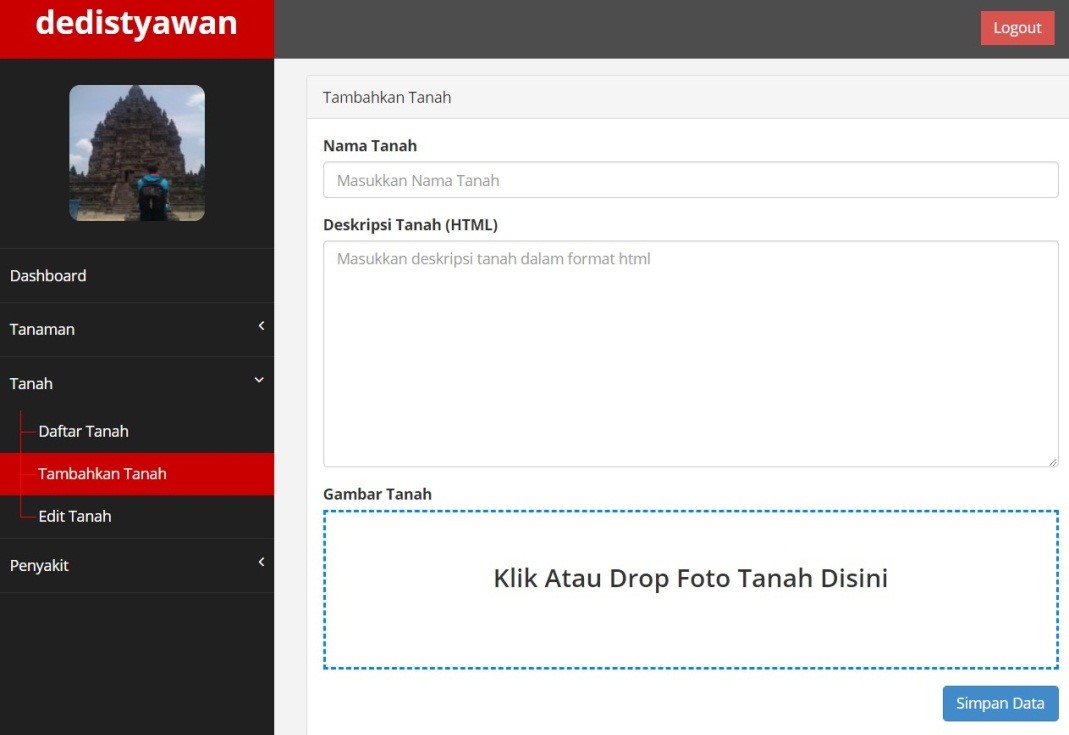 dedistyawan
Logout
Dashboard
Tanaman
Tanah
Daftar Tanah
Tambahkan Tanah
Edit Tanah
Penyakit
Tambahkan Tanah
Nama Tanah
Masukkan Nama Tanah
Deskripsi Tanah (HTML)
Masukkan deskripsi tanah dalam format html
Gambar Tanah
Klik Atau Drop Foto Tanah Disini
Simpan Data